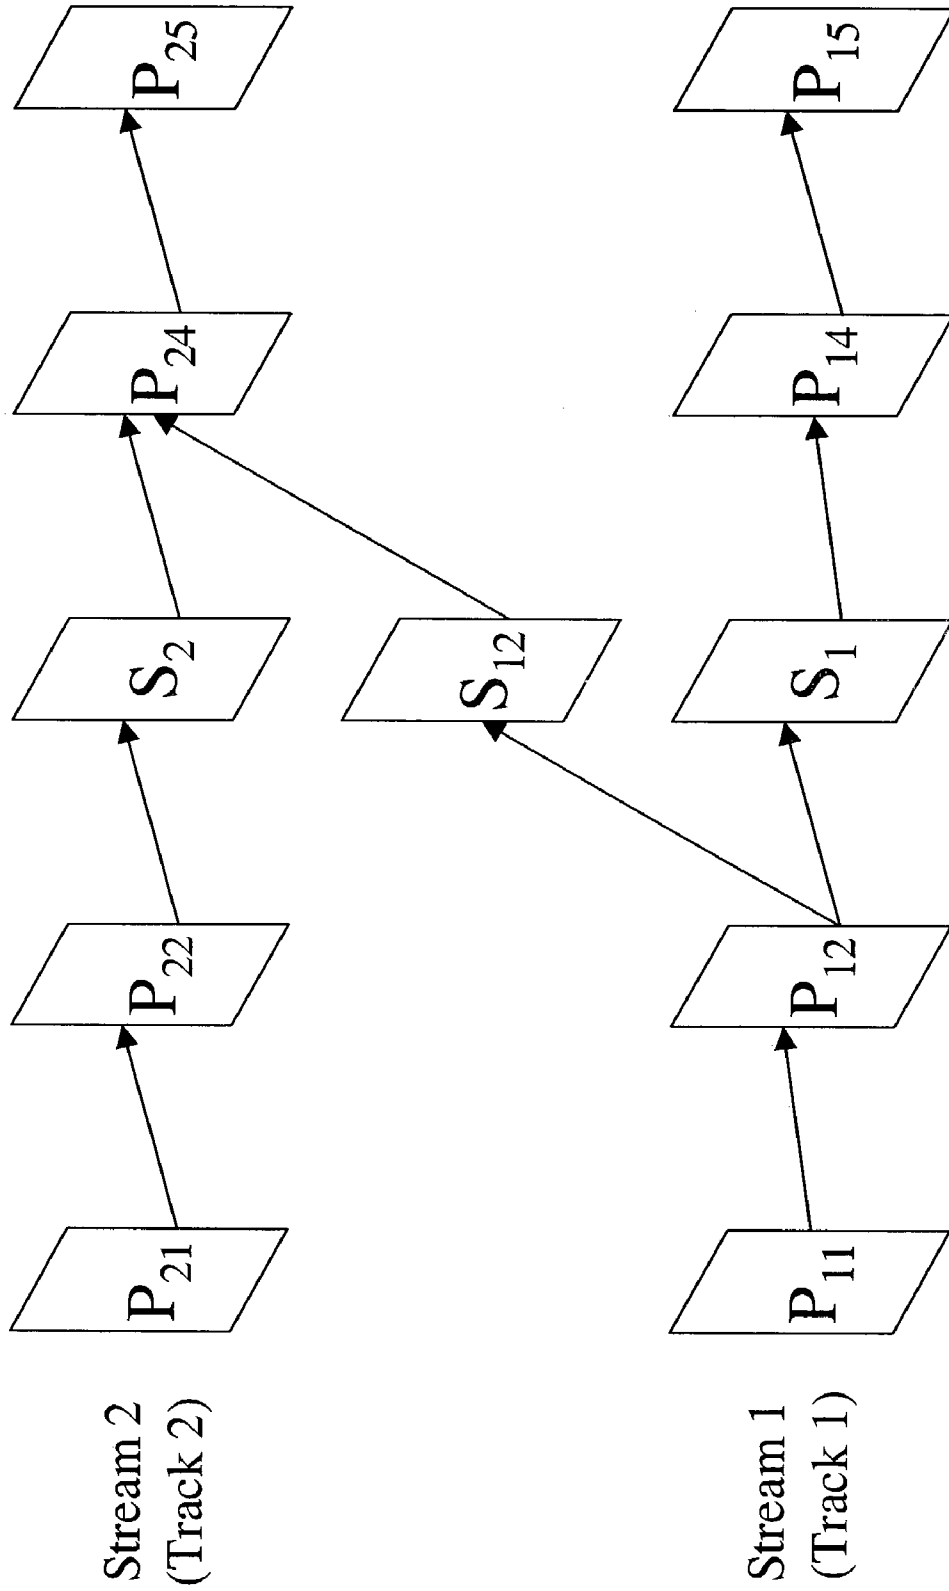 Stream 2
(Track 2)
P₂₁
P₂₂
S₂
P₂₄
P₂₅
S₁₂
Stream 1
(Track 1)
P₁₁
P₁₂
S₁
P₁₄
P₁₅